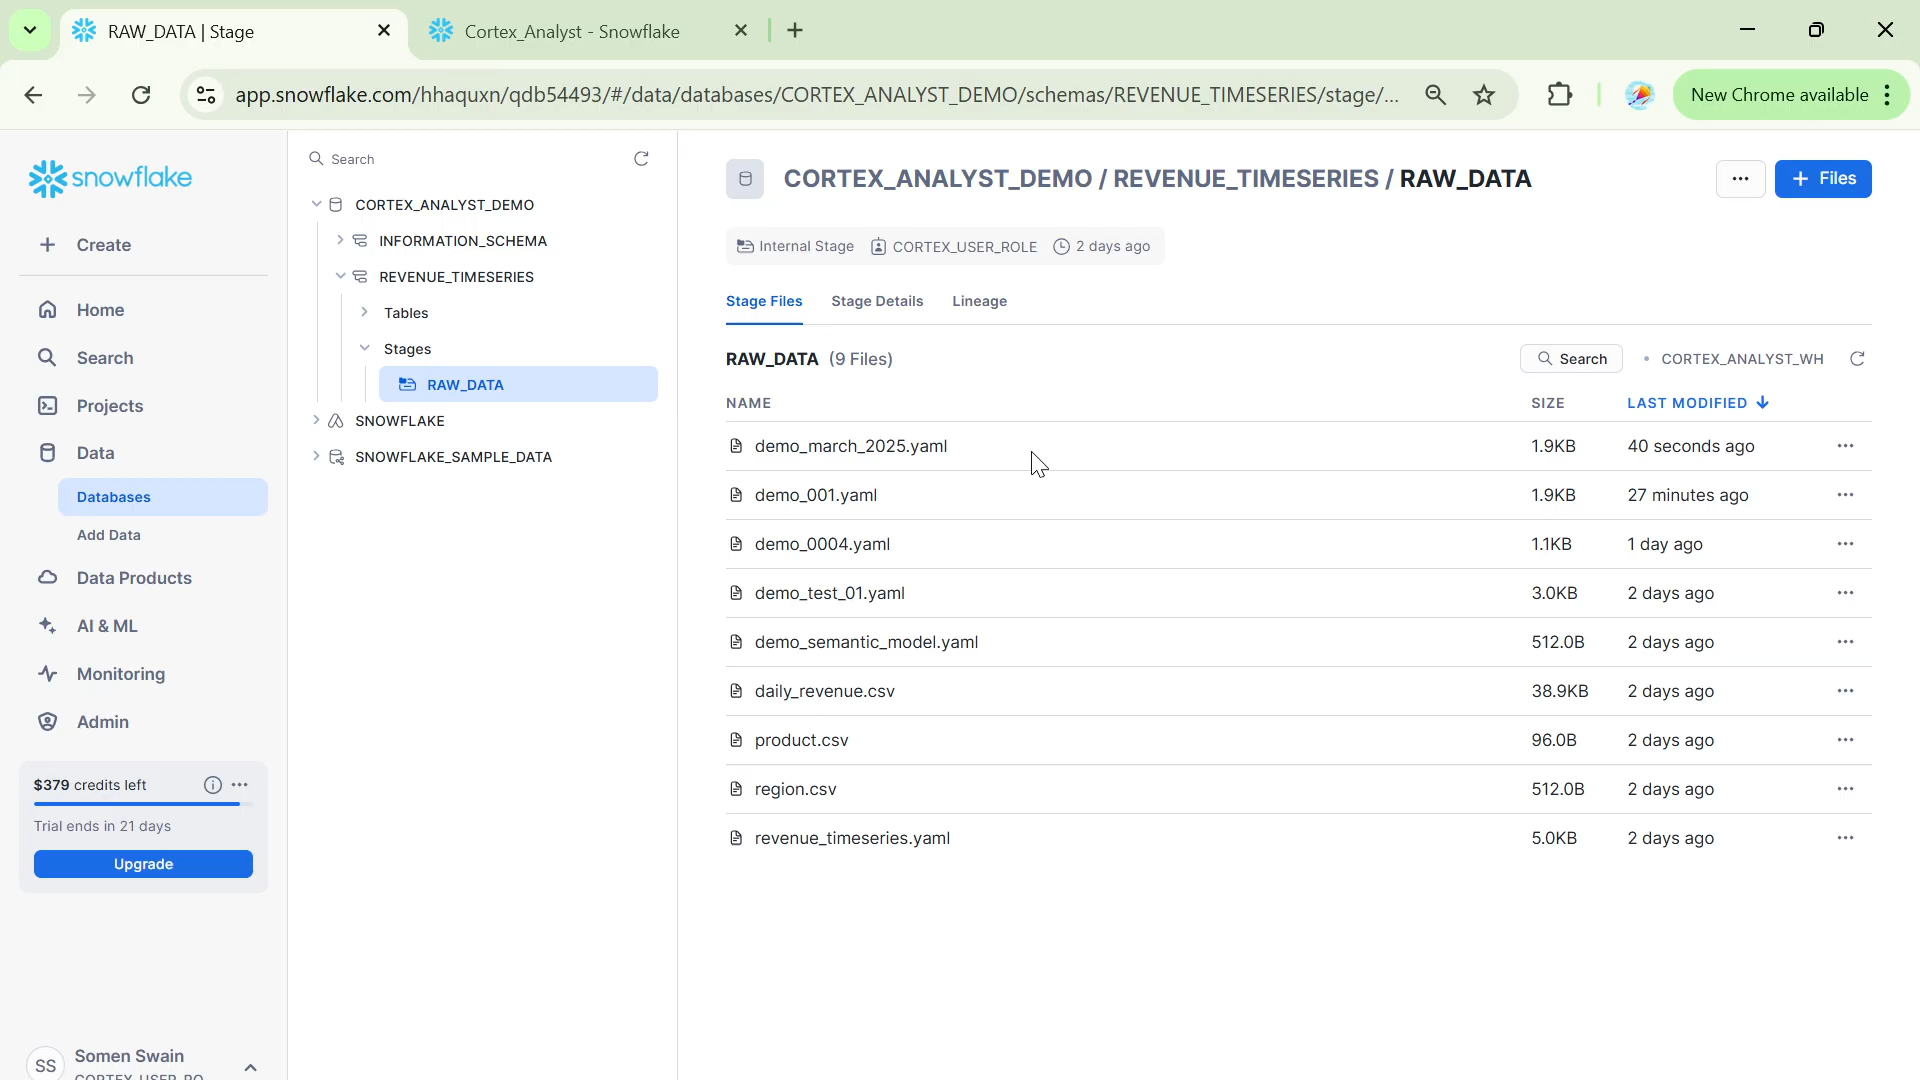 RAW_DATA | Stage
Cortex_Analyst - Snowflake
app.snowflake.com/hhaquxn/qdb54493/#/data/databases/CORTEX_ANALYST_DEMO/schemas/REVENUE_TIMESERIES/stage/...
New Chrome available
snowflake
Create
Home
Search
Projects
Data
Databases
Add Data
Data Products
AI & ML
Monitoring
Admin
$379 credits left
Trial ends in 21 days
Upgrade
SS
Somen Swain
CORTEX_USER_RO
Search
CORTEX_ANALYST_DEMO
INFORMATION_SCHEMA
REVENUE_TIMESERIES
Tables
Stages
RAW_DATA
SNOWFLAKE
SNOWFLAKE_SAMPLE_DATA
CORTEX_ANALYST_DEMO / REVENUE_TIMESERIES / RAW_DATA
... + Files
Internal Stage CORTEX_USER_ROLE 2 days ago
Stage Files Stage Details Lineage
RAW_DATA (9 Files) Search • CORTEX_ANALYST_WH
NAME SIZE LAST MODIFIED
demo_march_2025.yaml 1.9KB 40 seconds ago ...
demo_001.yaml 1.9KB 27 minutes ago ...
demo_0004.yaml 1.1KB 1 day ago ...
demo_test_01.yaml 3.0KB 2 days ago ...
demo_semantic_model.yaml 512.0B 2 days ago ...
daily_revenue.csv 38.9KB 2 days ago ...
product.csv 96.0B 2 days ago ...
region.csv 512.0B 2 days ago ...
revenue_timeseries.yaml 5.0KB 2 days ago ...